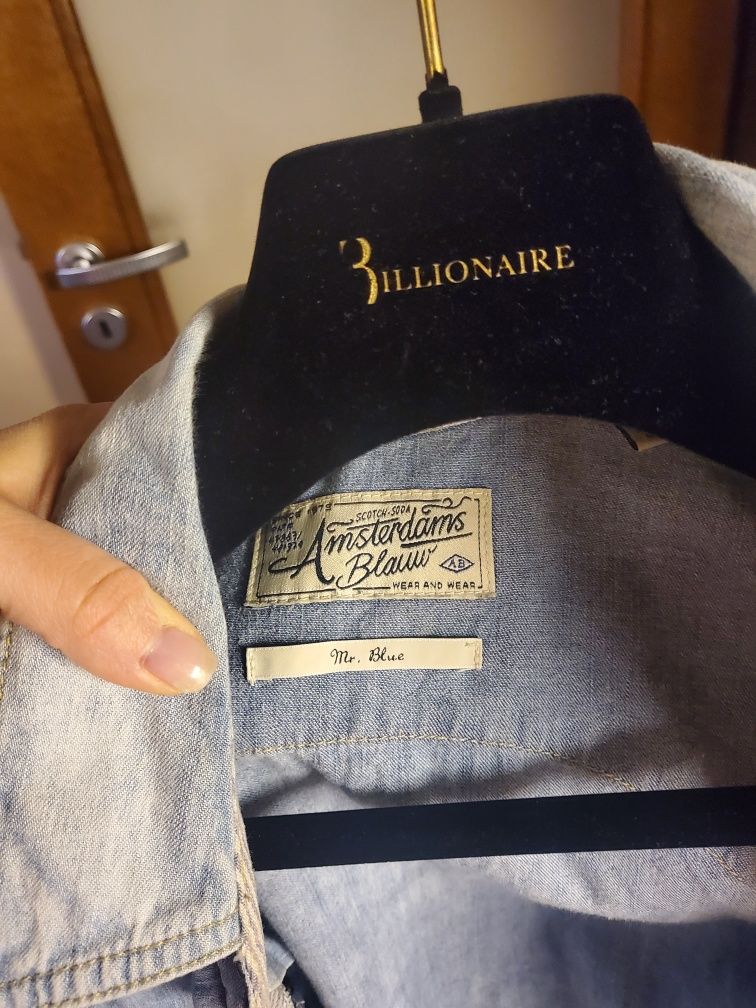 BILLIONAIRE
SCOTCH-SODA
Amsterdams
Blauw
AB
WEAR AND WEAR
Mr. Blue